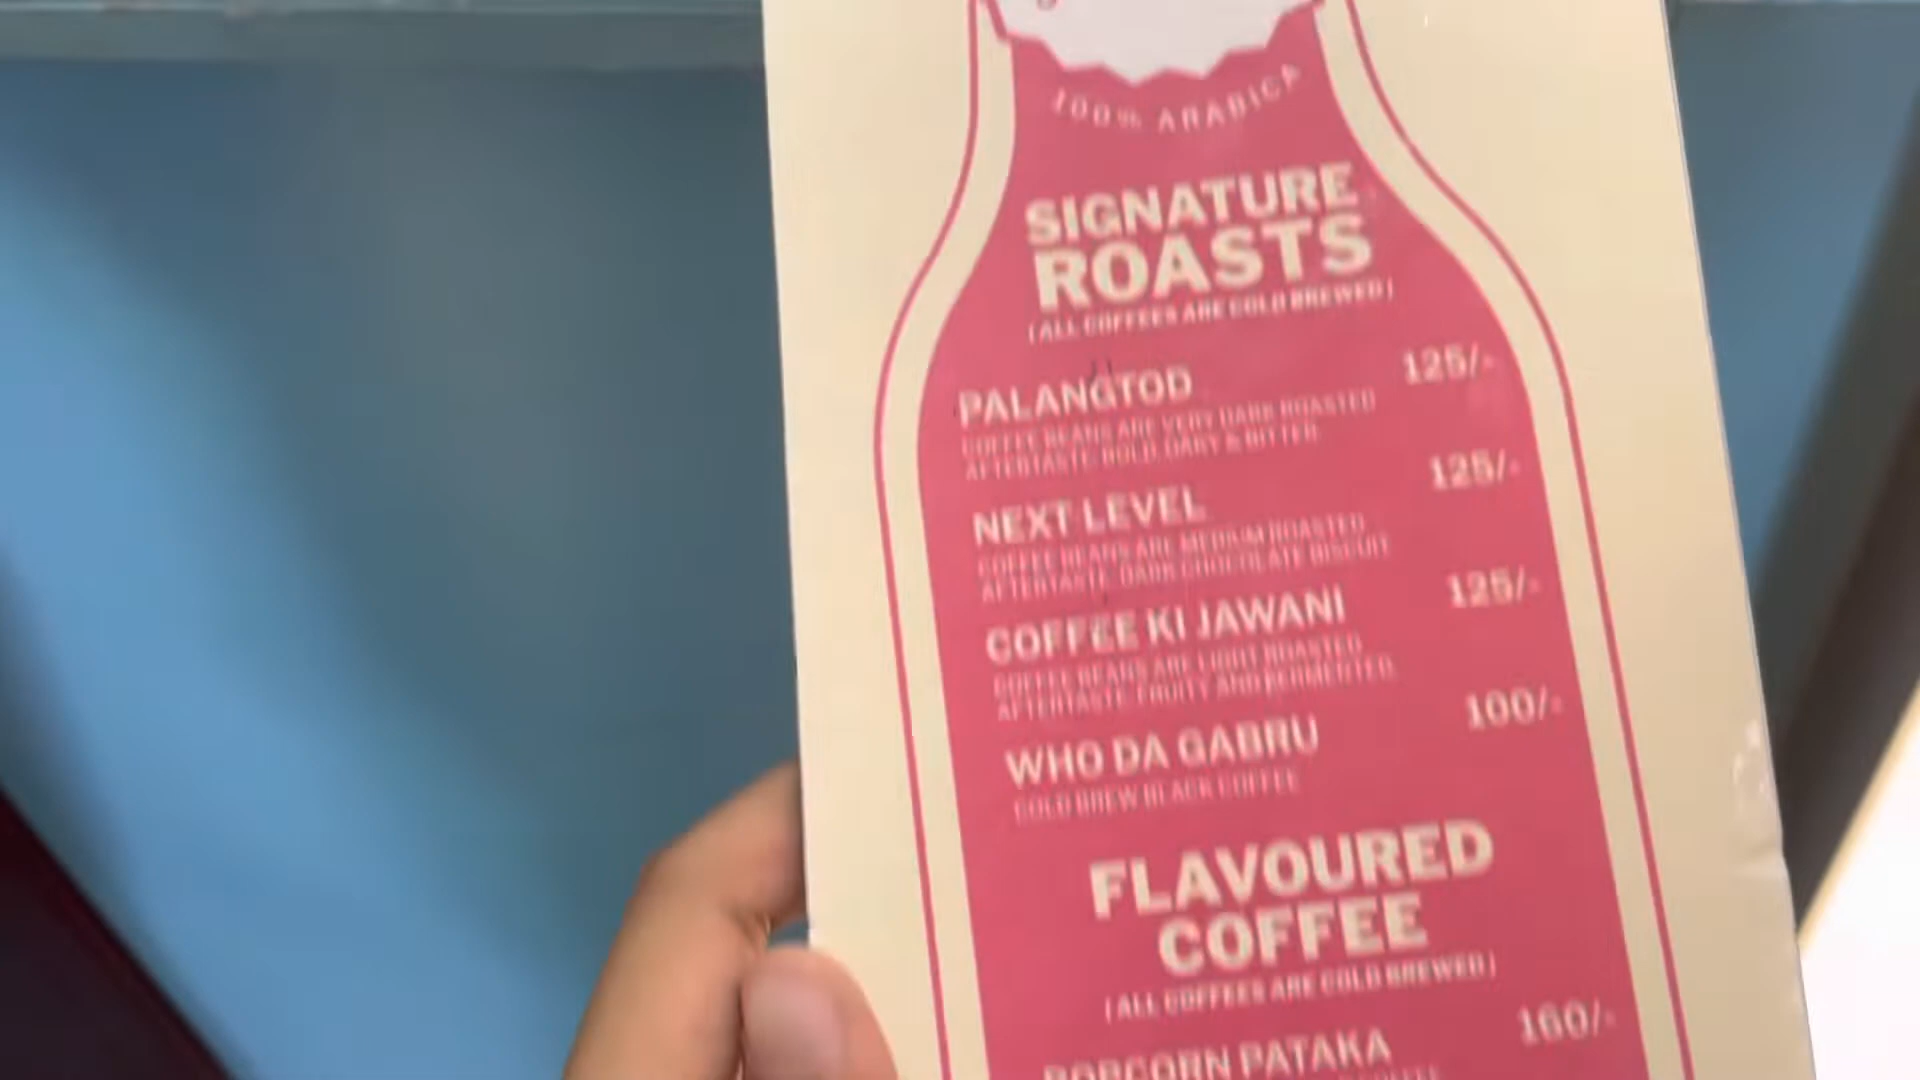 100% ARABICA
SIGNATURE
ROASTS
( ALL COFFEES ARE COLD BREWED )
PALANGTOD 125/-
COFFEE BEANS ARE VERY DARK ROASTED
AFTERTASTE: BOLD, DARY & BITTER
NEXT LEVEL 125/-
COFFEE BEANS ARE MEDIUM ROASTED
AFTERTASTE: DARK CHOCOLATE BISCUIT
COFFEE KI JAWANI 125/-
COFFEE BEANS ARE LIGHT ROASTED
AFTERTASTE: FRUITY AND FERMENTED
WHO DA GABRU 100/-
COLD BREW BLACK COFFEE
FLAVOURED
COFFEE
( ALL COFFEES ARE COLD BREWED )
POPCORN PATAKA 160/-
COFFEE